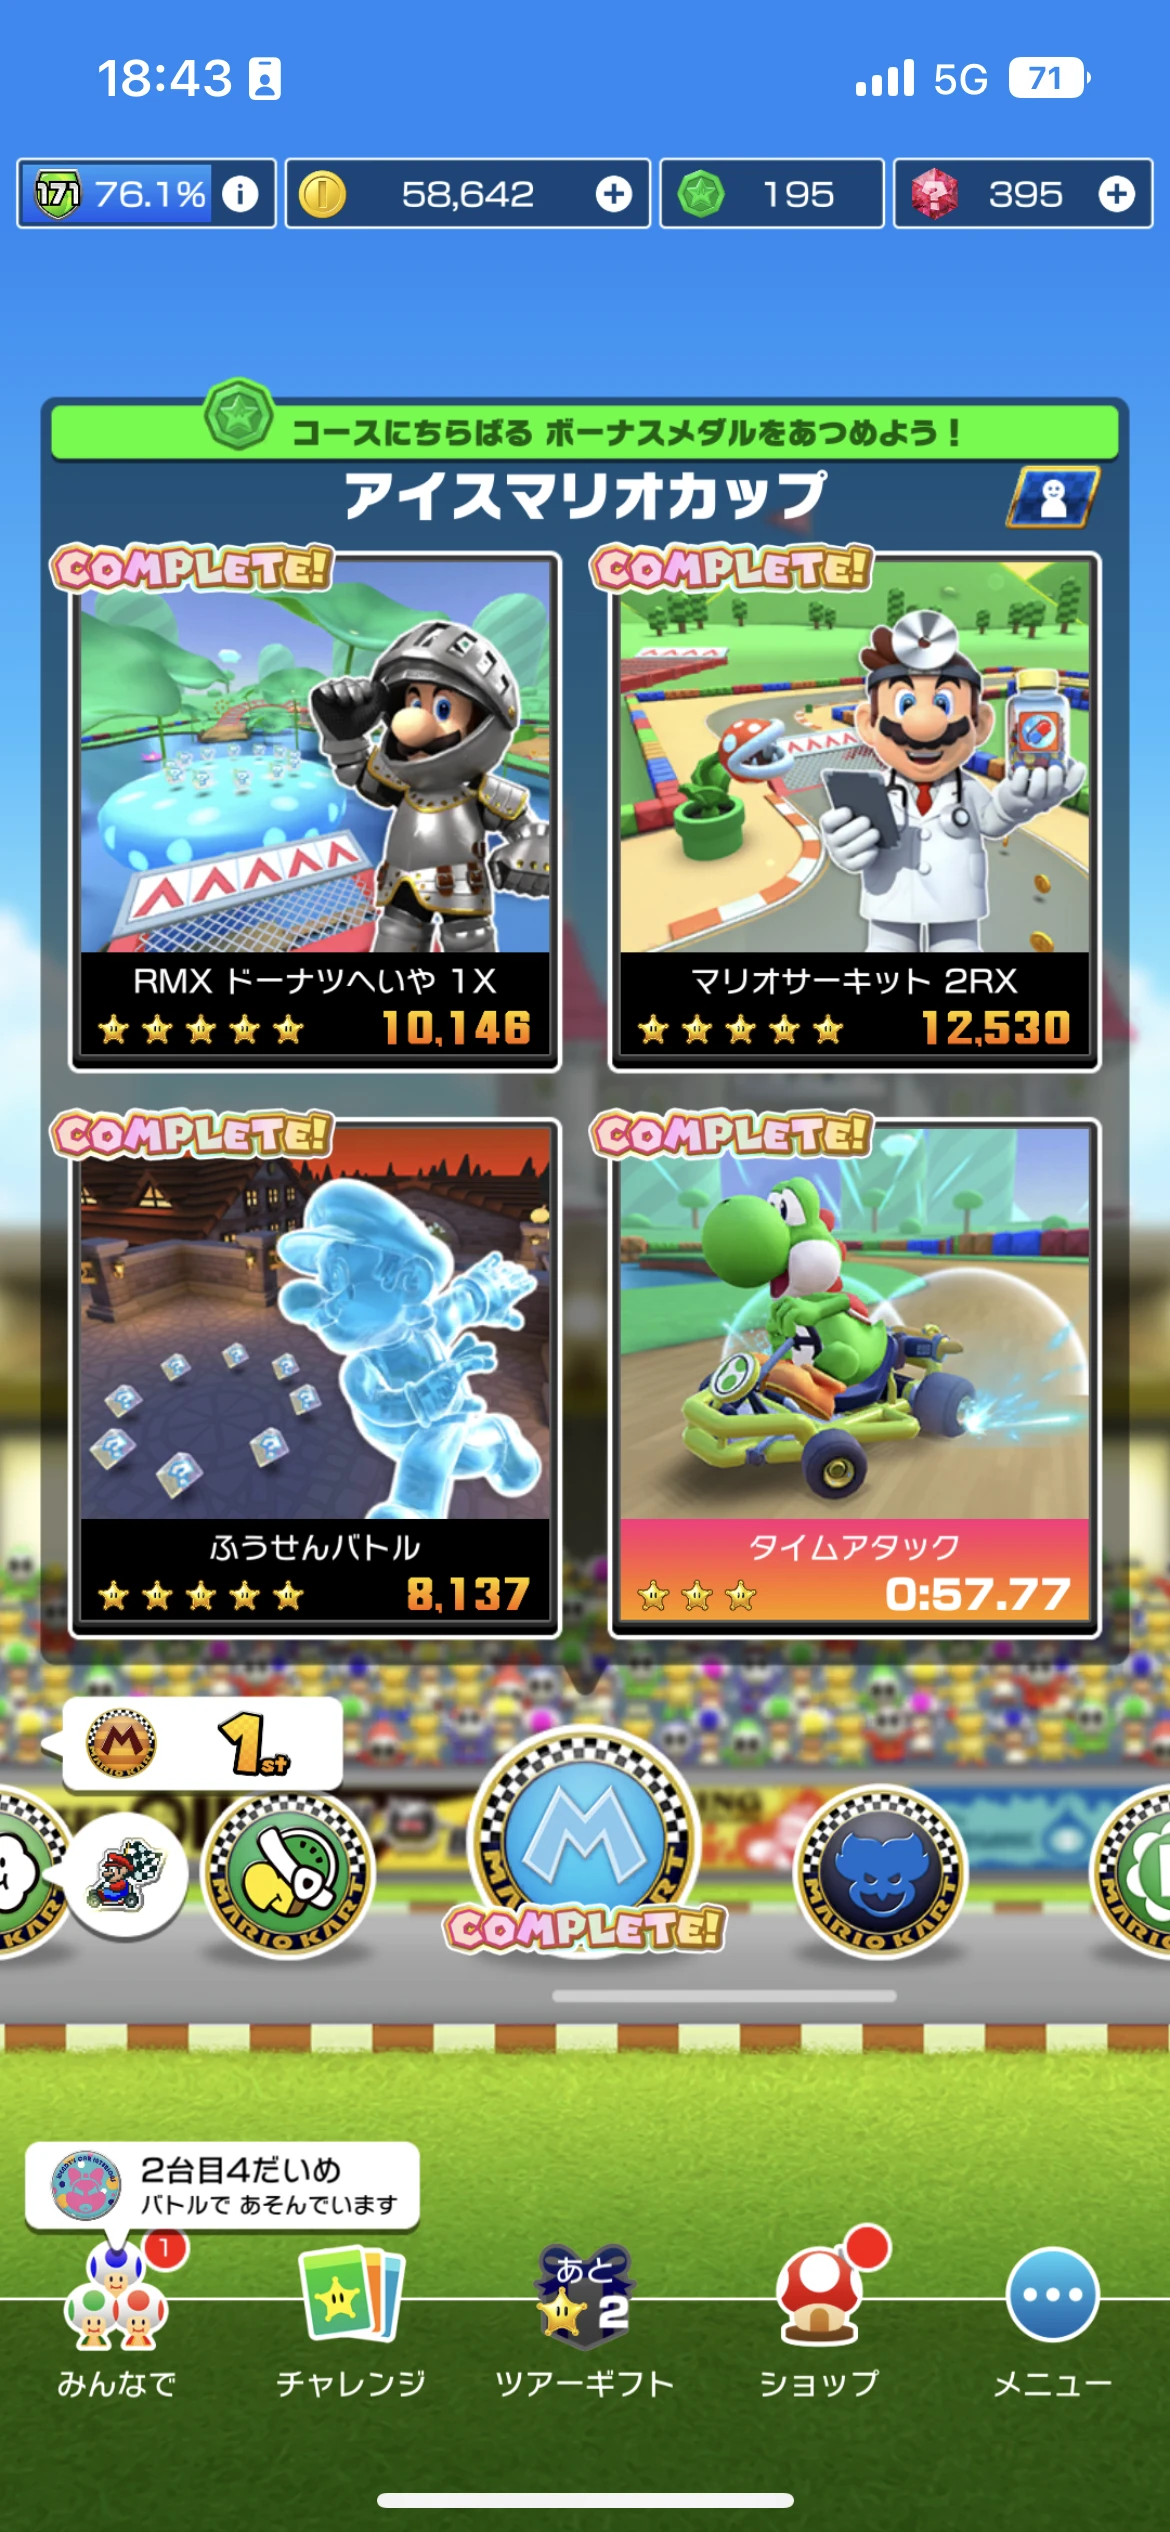 18:43 5G 71
171 76.1% 58,642 195 395
コースにちらばる ボーナスメダルをあつめよう！
アイスマリオカップ
COMPLETE! COMPLETE!
RMX ドーナツへいや 1X
10,146
マリオサーキット 2RX
12,530
COMPLETE! COMPLETE!
ふうせんバトル
8,137
タイムアタック
0:57.77
M 1st
MARIO KART
MARIO KART
M
COMPLETE!
MARIO KART
2台目4だいめ
バトルで あそんでいます
1
あと
2
みんなで チャレンジ ツアーギフト ショップ メニュー